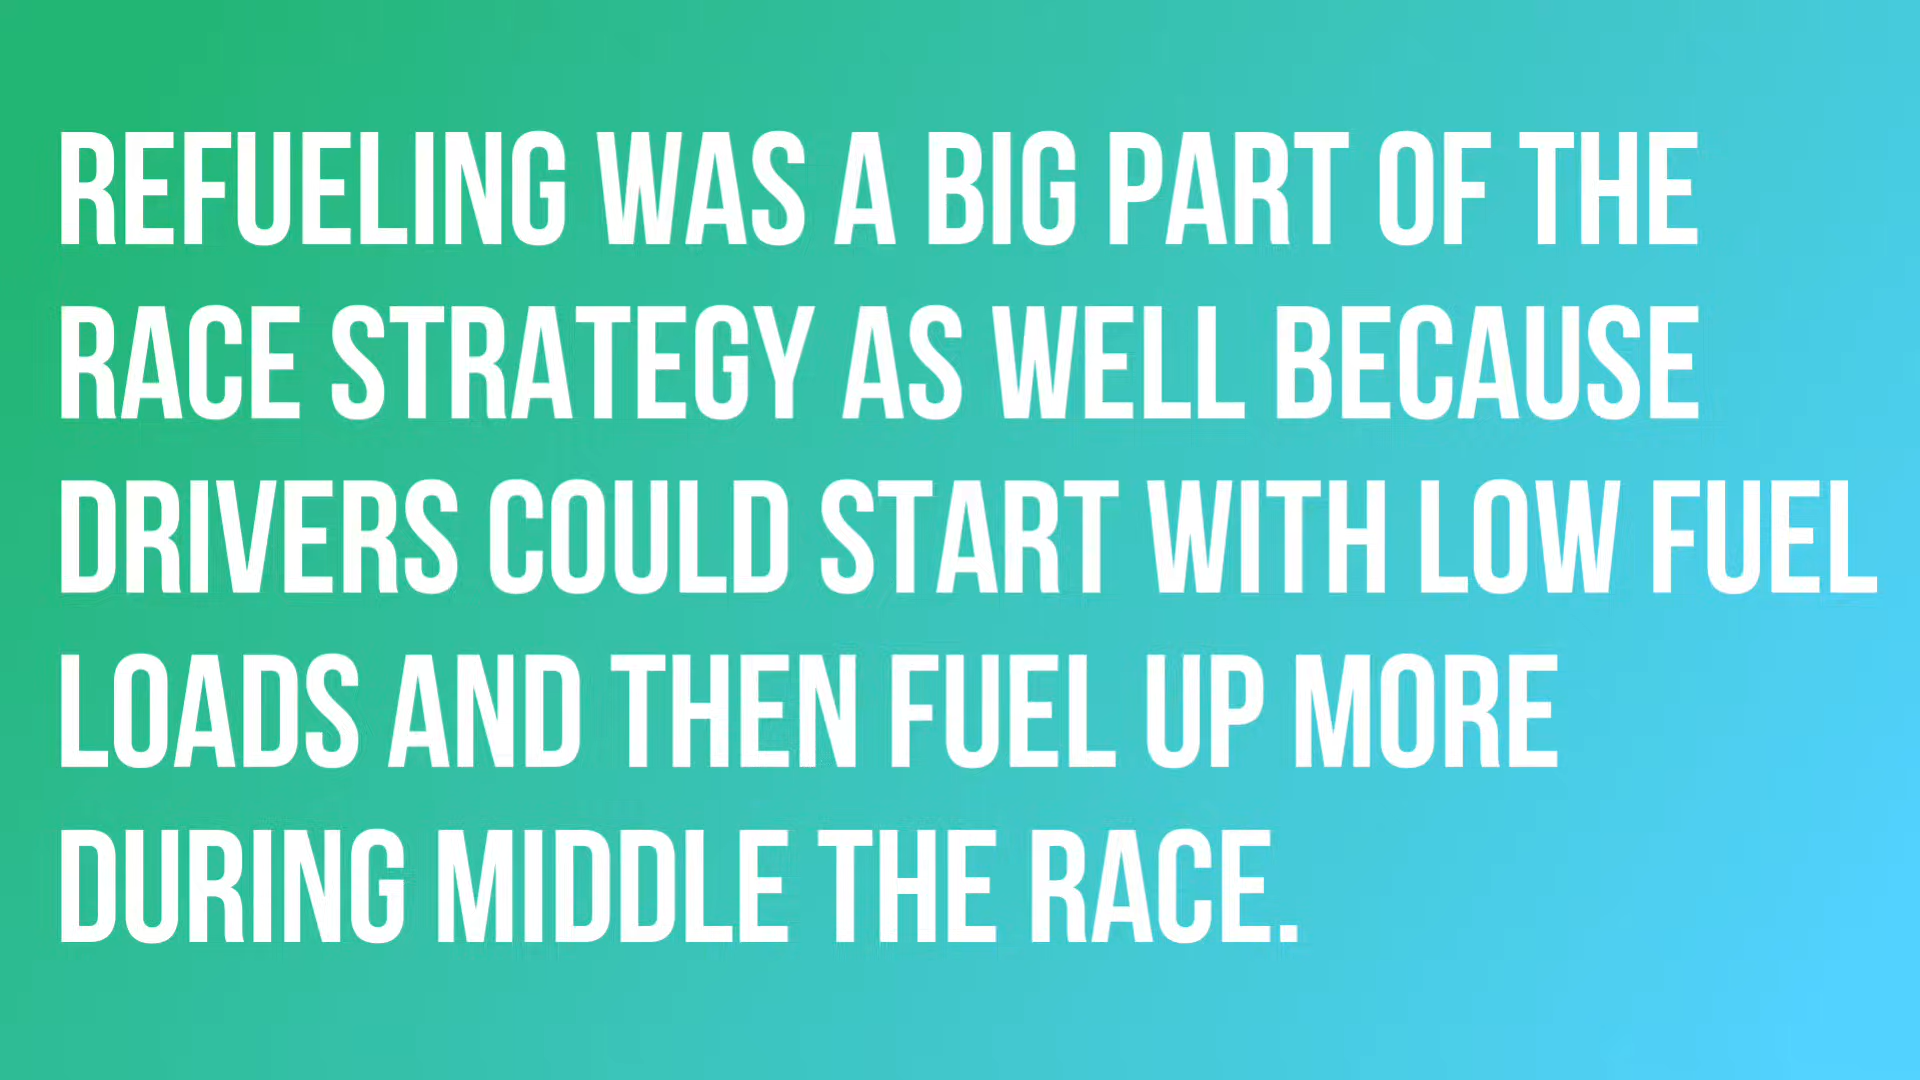 REFUELING WAS A BIG PART OF THE
RACE STRATEGY AS WELL BECAUSE
DRIVERS COULD START WITH LOW FUEL
LOADS AND THEN FUEL UP MORE
DURING MIDDLE THE RACE.